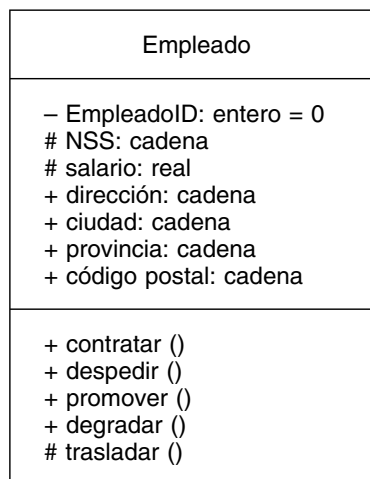 Empleado
– EmpleadoID: entero = 0
# NSS: cadena
# salario: real
+ dirección: cadena
+ ciudad: cadena
+ provincia: cadena
+ código postal: cadena
+ contratar ()
+ despedir ()
+ promover ()
+ degradar ()
# trasladar ()